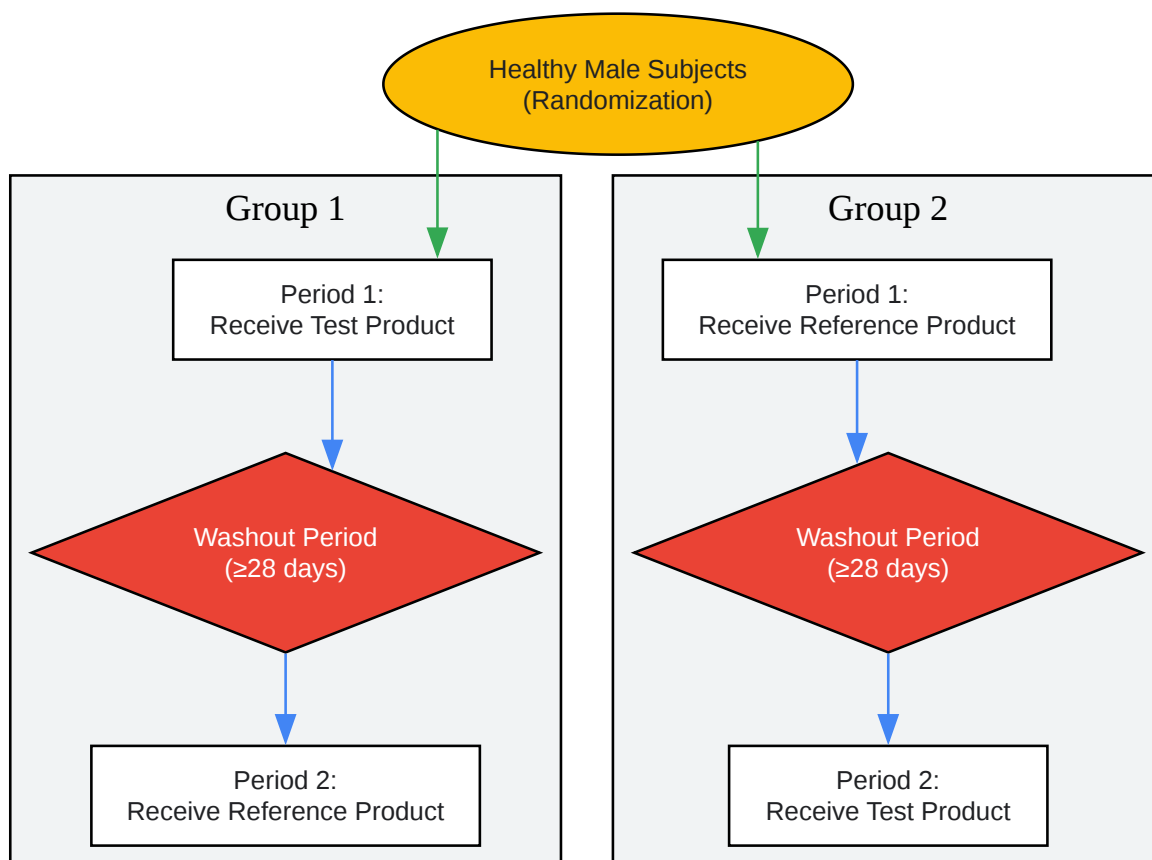 Healthy Male Subjects
(Randomization)
Group 1
Period 1:
Receive Test Product
Washout Period
(≥28 days)
Period 2:
Receive Reference Product
Group 2
Period 1:
Receive Reference Product
Washout Period
(≥28 days)
Period 2:
Receive Test Product